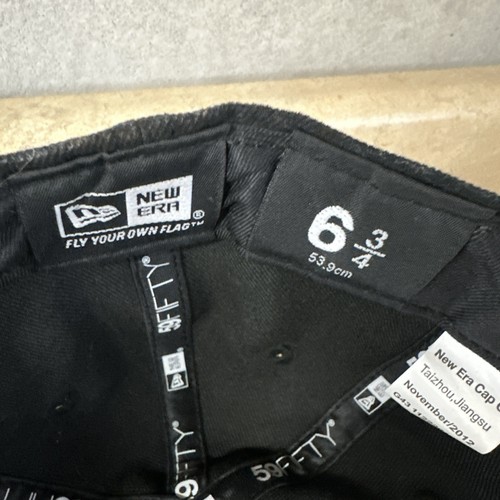 NEW
ERA®
FLY YOUR OWN FLAG™
6 3/4
53.9cm
59FIFTY®
59FIFTY
New Era Cap
Taizhou,Jiangsu
November/2012